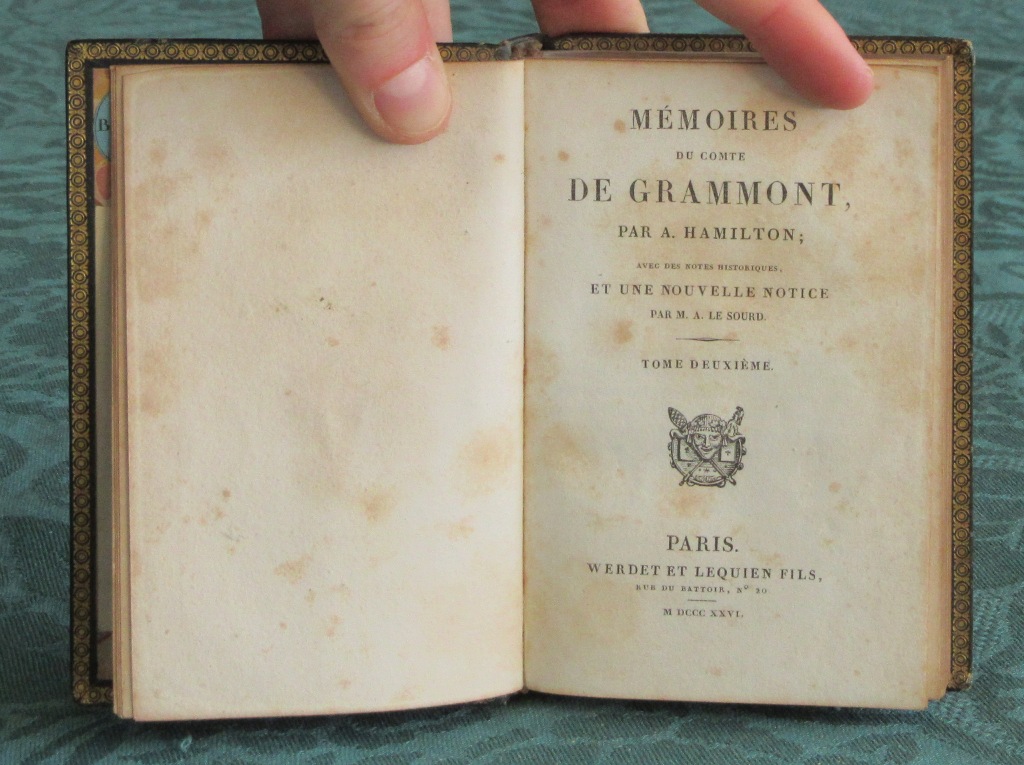 B
MÉMOIRES
DU COMTE
DE GRAMMONT,
PAR A. HAMILTON;
AVEC DES NOTES HISTORIQUES,
ET UNE NOUVELLE NOTICE
PAR M. A. LE SOURD.
TOME DEUXIÈME.
PARIS.
WERDET ET LEQUIEN FILS,
RUE DU BATTOIR, Nº 20
M DCCC XXVI.